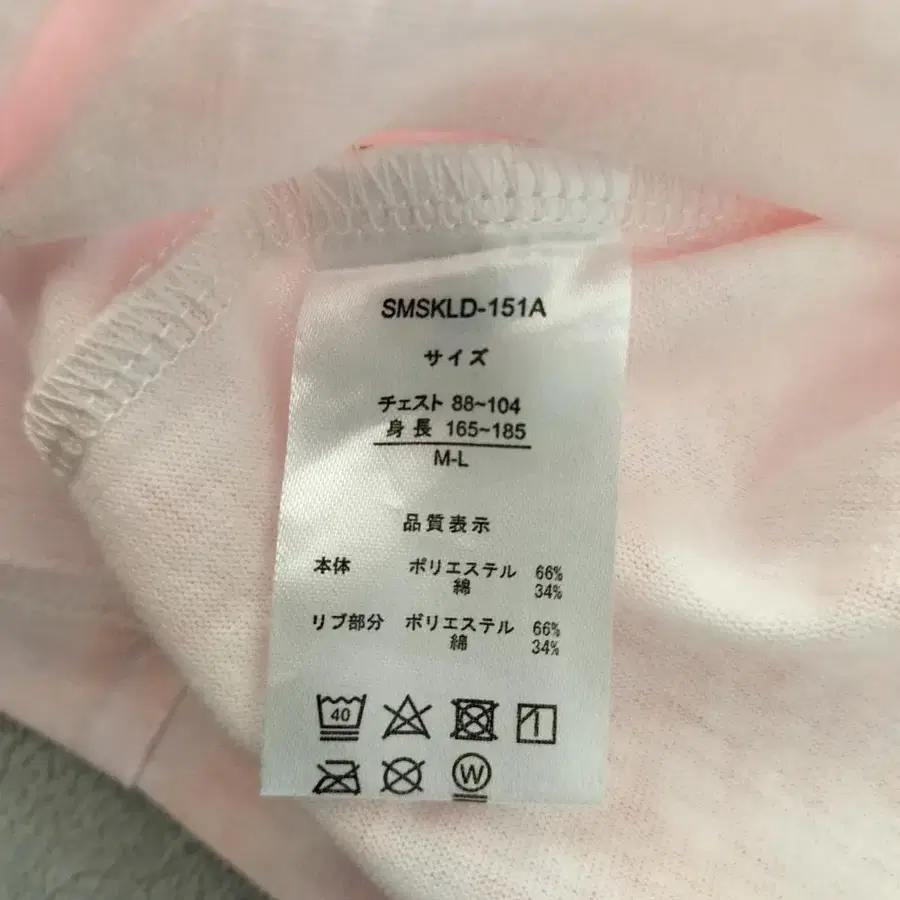 SMSKLD-151A
サイズ
チェスト 88~104
身長 165~185
M-L
品質表示
本体 ポリエステル 66%
綿 34%
リブ部分 ポリエステル 66%
綿 34%
40
W